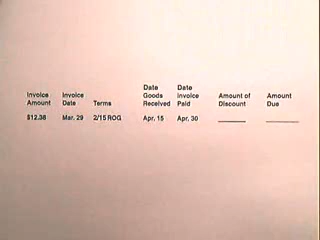 Invoice Amount Invoice Date Terms Date Goods Received Date Invoice Paid Amount of Discount Amount Due
$12.38 Mar. 29 2/15 ROG Apr. 15 Apr. 30